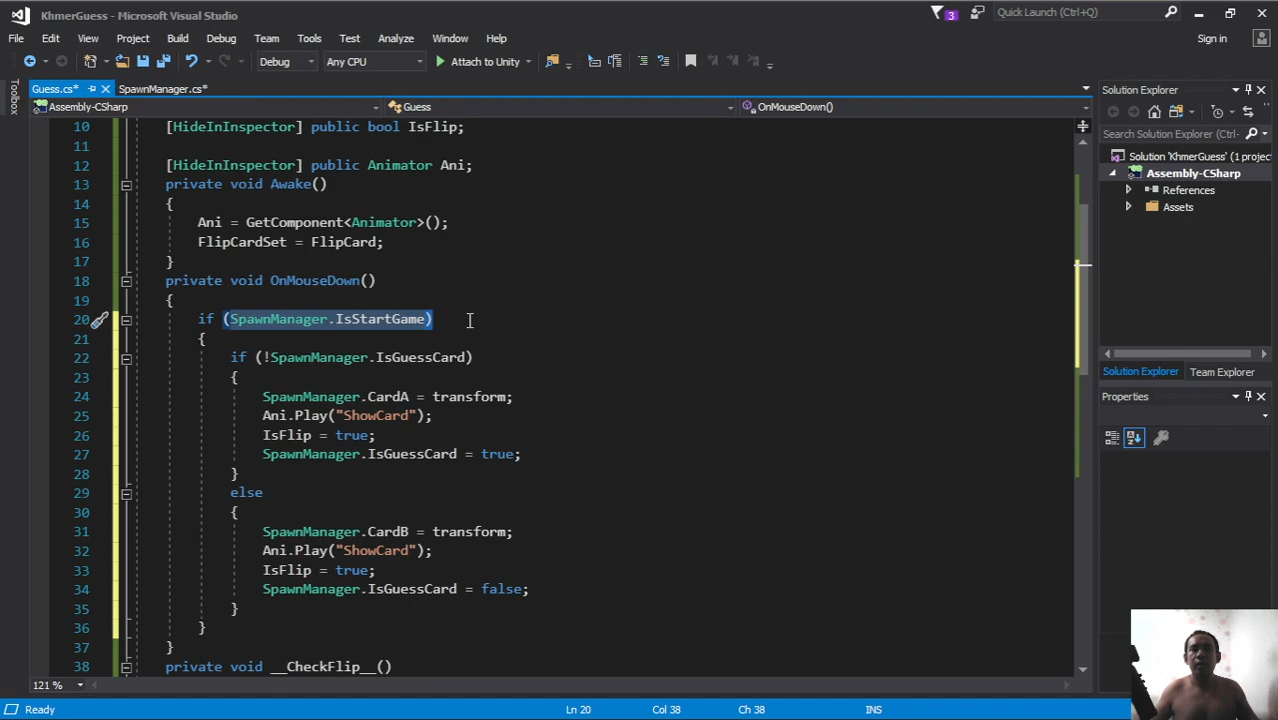 KhmerGuess - Microsoft Visual Studio
3
Quick Launch (Ctrl+Q)
File Edit View Project Build Debug Team Tools Test Analyze Window Help
Sign in
Debug Any CPU Attach to Unity
Toolbox
Guess.cs* SpawnManager.cs*
Assembly-CSharp Guess OnMouseDown()
10 [HideInInspector] public bool IsFlip;
11
12 [HideInInspector] public Animator Ani;
13 private void Awake()
14 {
15 Ani = GetComponent<Animator>();
16 FlipCardSet = FlipCard;
17 }
18 private void OnMouseDown()
19 {
20 if (SpawnManager.IsStartGame)
21 {
22 if (!SpawnManager.IsGuessCard)
23 {
24 SpawnManager.CardA = transform;
25 Ani.Play("ShowCard");
26 IsFlip = true;
27 SpawnManager.IsGuessCard = true;
28 }
29 else
30 {
31 SpawnManager.CardB = transform;
32 Ani.Play("ShowCard");
33 IsFlip = true;
34 SpawnManager.IsGuessCard = false;
35 }
36 }
37 }
38 private void __CheckFlip__()
121 %
Solution Explorer
Search Solution Explorer (Ctrl+
Solution 'KhmerGuess' (1 projec
Assembly-CSharp
References
Assets
Solution Explorer Team Explorer
Properties
Ready Ln 20 Col 38 Ch 38 INS